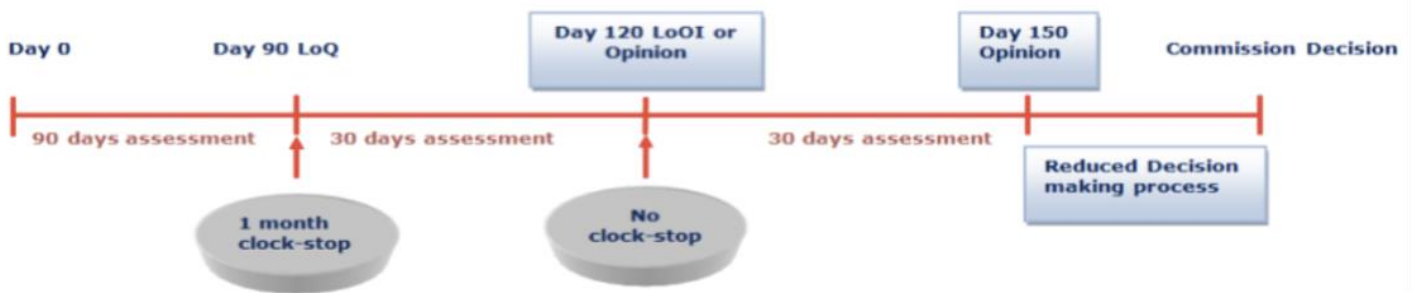 Day 0
Day 90 LoQ
Day 120 LoOI or
Opinion
Day 150
Opinion
Commission Decision
90 days assessment
30 days assessment
30 days assessment
1 month
clock-stop
No
clock-stop
Reduced Decision
making process